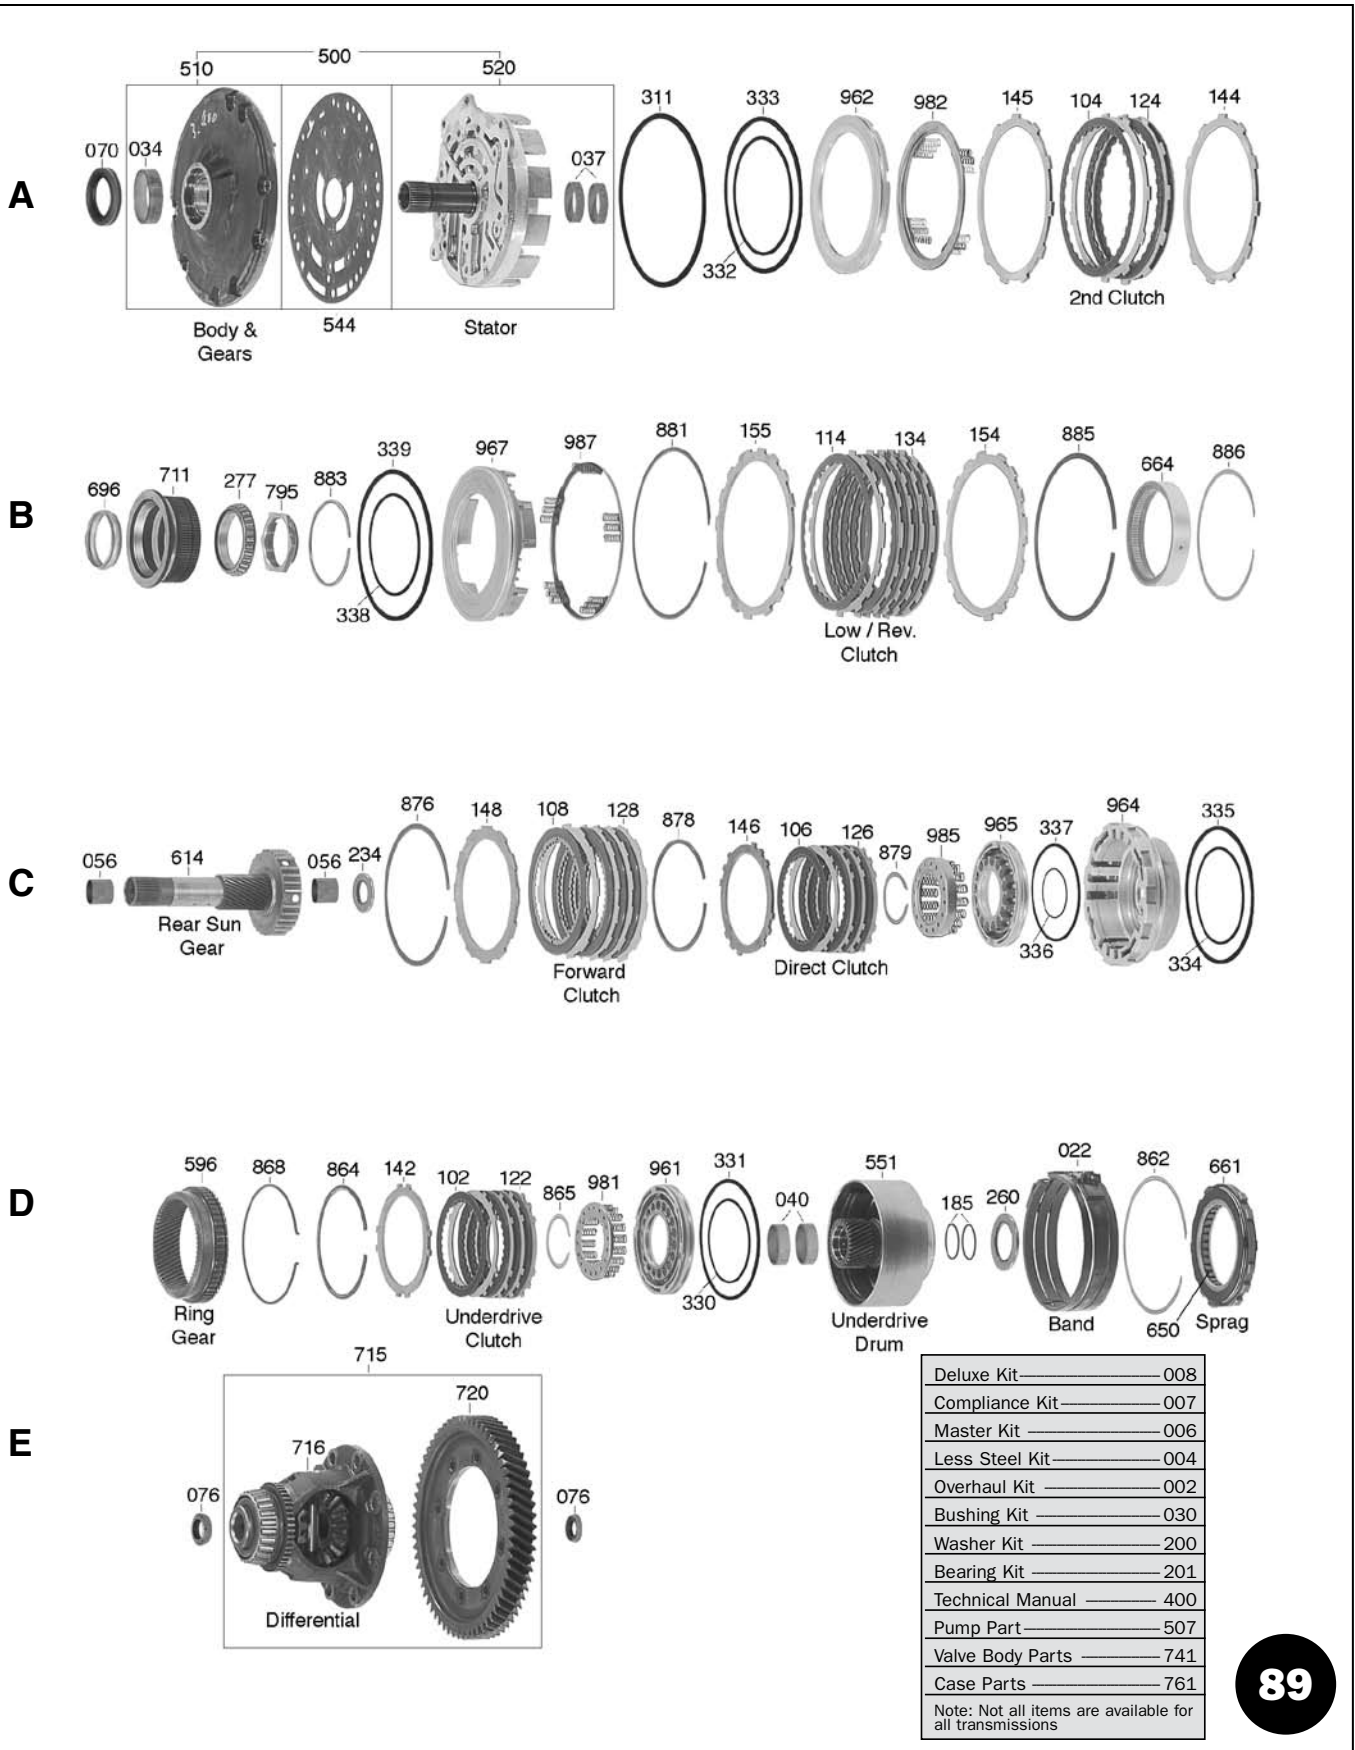 500
510
520
311
333
962
982
145
104
124
144
070
034
037
A
332
2nd Clutch
544
Body &
Gears
Stator
696
711
277
795
883
339
967
987
881
155
114
134
154
885
664
886
B
338
Low / Rev.
Clutch
056
614
056
234
876
148
108
128
878
146
106
126
879
985
965
337
964
335
C
Rear Sun
Gear
336
334
Forward
Clutch
Direct Clutch
596
868
864
142
102
122
865
981
961
331
040
551
185
260
022
862
661
D
330
650
Ring
Gear
Underdrive
Clutch
Underdrive
Drum
Band
Sprag
715
720
716
076
076
E
Differential
Deluxe Kit 008
Compliance Kit 007
Master Kit 006
Less Steel Kit 004
Overhaul Kit 002
Bushing Kit 030
Washer Kit 200
Bearing Kit 201
Technical Manual 400
Pump Part 507
Valve Body Parts 741
Case Parts 761
Note: Not all items are available for
all transmissions
89